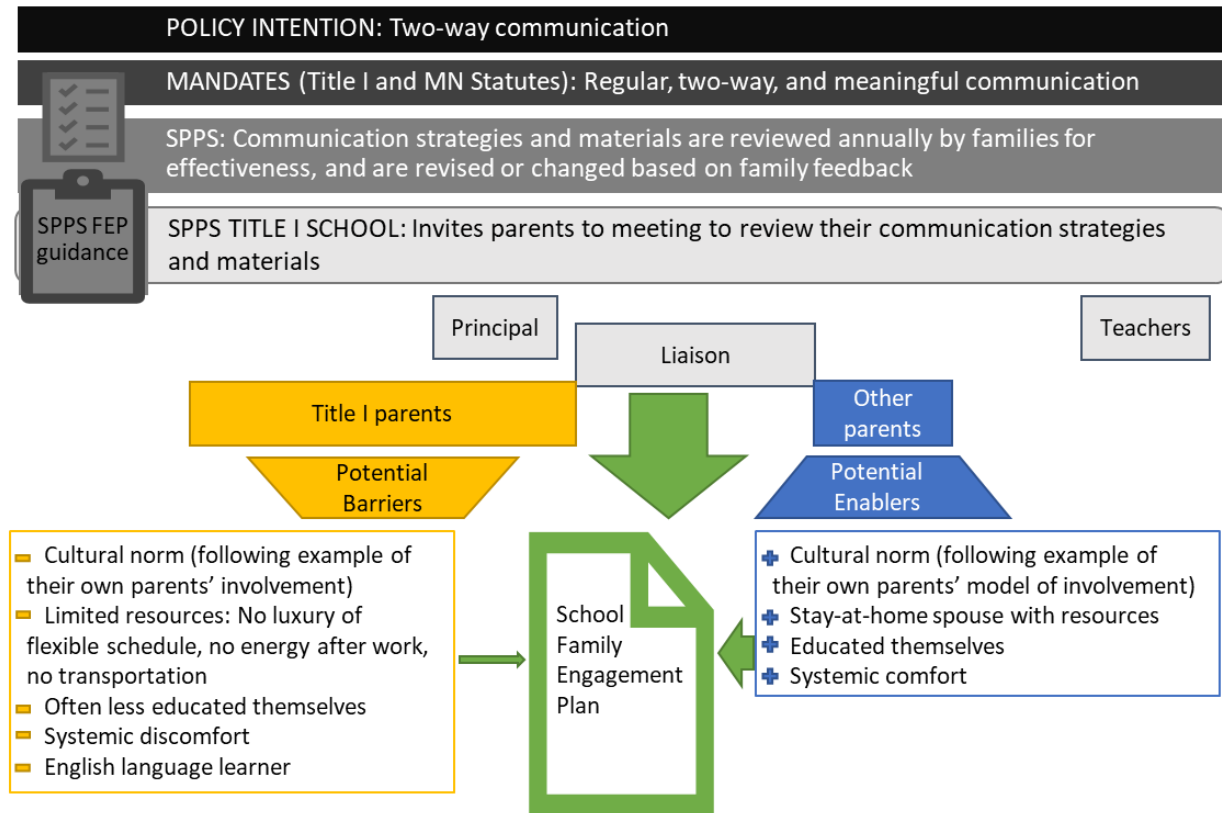 POLICY INTENTION: Two-way communication
MANDATES (Title I and MN Statutes): Regular, two-way, and meaningful communication
SPPS: Communication strategies and materials are reviewed annually by families for
effectiveness, and are revised or changed based on family feedback
SPPS FEP
guidance
SPPS TITLE I SCHOOL: Invites parents to meeting to review their communication strategies
and materials
Principal
Liaison
Teachers
Title I parents
Other
parents
Potential
Barriers
Potential
Enablers
Cultural norm (following example of
their own parents’ involvement)
Limited resources: No luxury of
flexible schedule, no energy after work,
no transportation
Often less educated themselves
Systemic discomfort
English language learner
School
Family
Engagement
Plan
Cultural norm (following example of
their own parents’ model of involvement)
Stay-at-home spouse with resources
Educated themselves
Systemic comfort